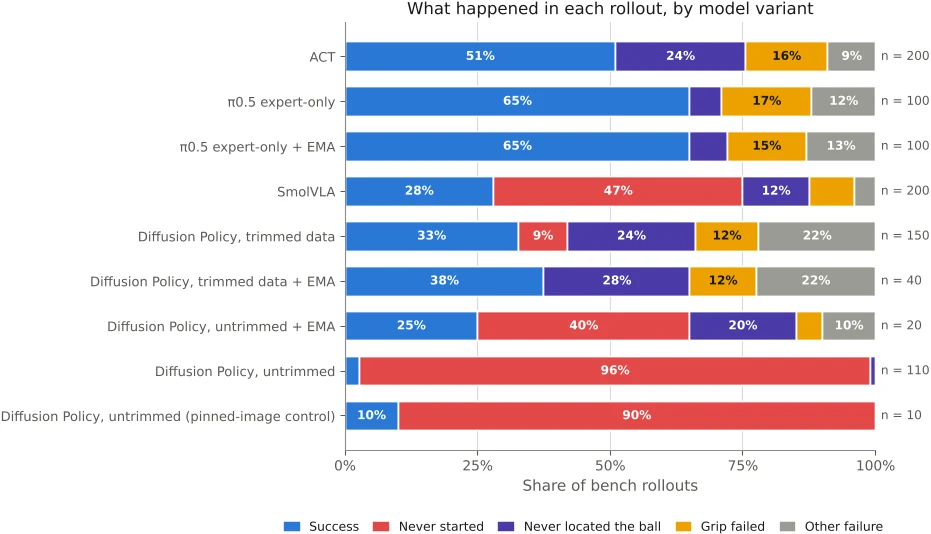 What happened in each rollout, by model variant
ACT 51% 24% 16% 9% n = 200
π0.5 expert-only 65% 17% 12% n = 100
π0.5 expert-only + EMA 65% 15% 13% n = 100
SmolVLA 28% 47% 12% n = 200
Diffusion Policy, trimmed data 33% 9% 24% 12% 22% n = 150
Diffusion Policy, trimmed data + EMA 38% 28% 12% 22% n = 40
Diffusion Policy, untrimmed + EMA 25% 40% 20% 10% n = 20
Diffusion Policy, untrimmed 96% n = 110
Diffusion Policy, untrimmed (pinned-image control) 10% 90% n = 10
0% 25% 50% 75% 100%
Share of bench rollouts
Success Never started Never located the ball Grip failed Other failure